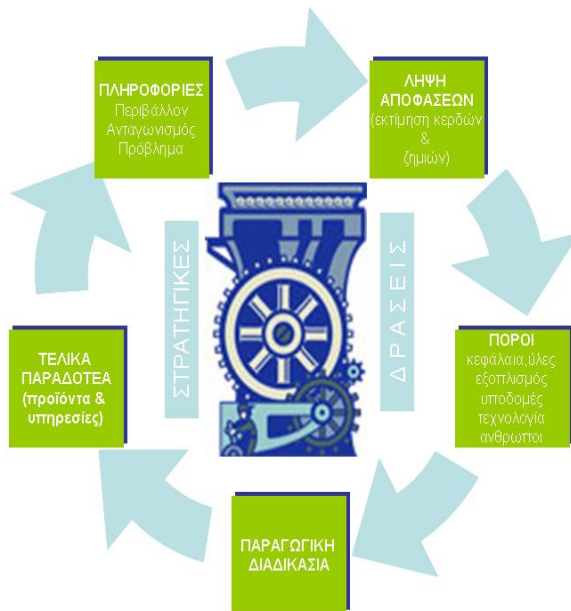 ΠΛΗΡΟΦΟΡΙΕΣ
Περιβάλλον
Ανταγωνισμός
Πρόβλημα
ΛΗΨΗ
ΑΠΟΦΑΣΕΩΝ
(εκτίμηση κερδών
&
ζημιών)
ΣΤΡΑΤΗΓΙΚΕΣ
ΔΡΑΣΕΙΣ
ΠΟΡΟΙ
κεφάλαια,ύλες
εξοπλισμός
υποδομές
τεχνολογία
ανθρωποι
ΠΑΡΑΓΩΓΙΚΗ
ΔΙΑΔΙΚΑΣΙΑ
ΤΕΛΙΚΑ
ΠΑΡΑΔΟΤΕΑ
(προϊόντα &
υπηρεσίες)